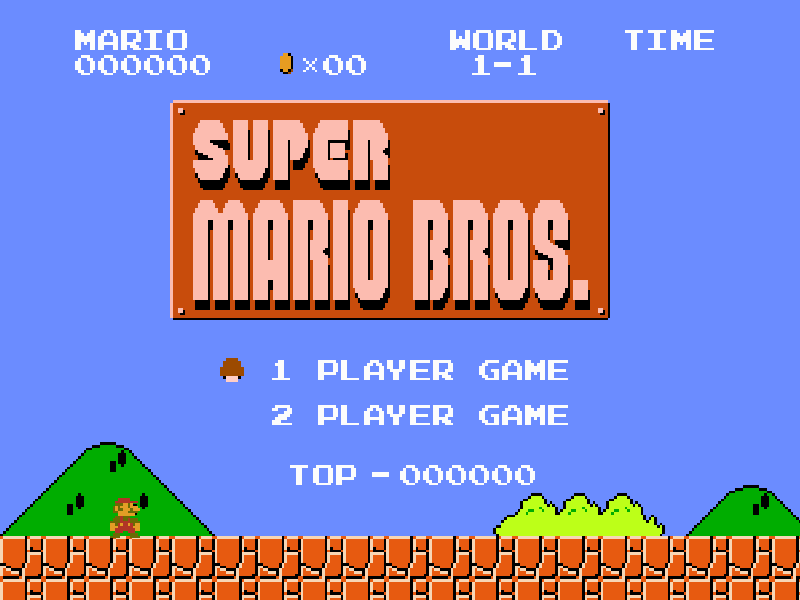 MARIO WORLD TIME
000000 ×00 1-1
SUPER
MARIO BROS.
1 PLAYER GAME
2 PLAYER GAME
TOP - 000000